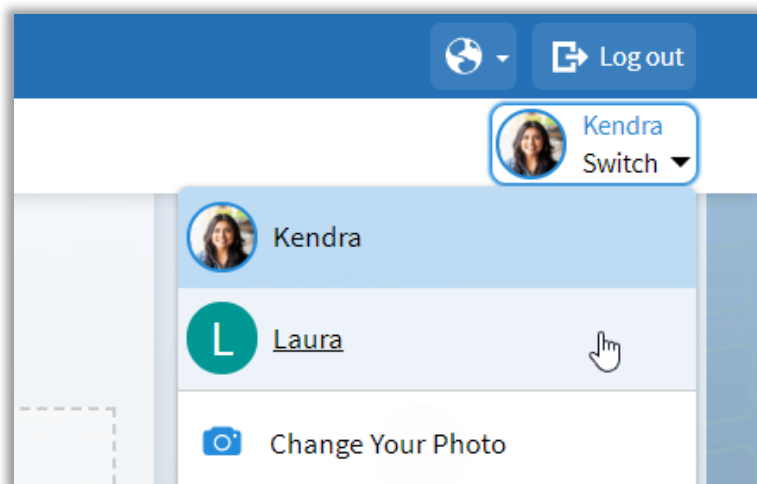 Log out
Kendra
Switch
Kendra
L
Laura
Change Your Photo